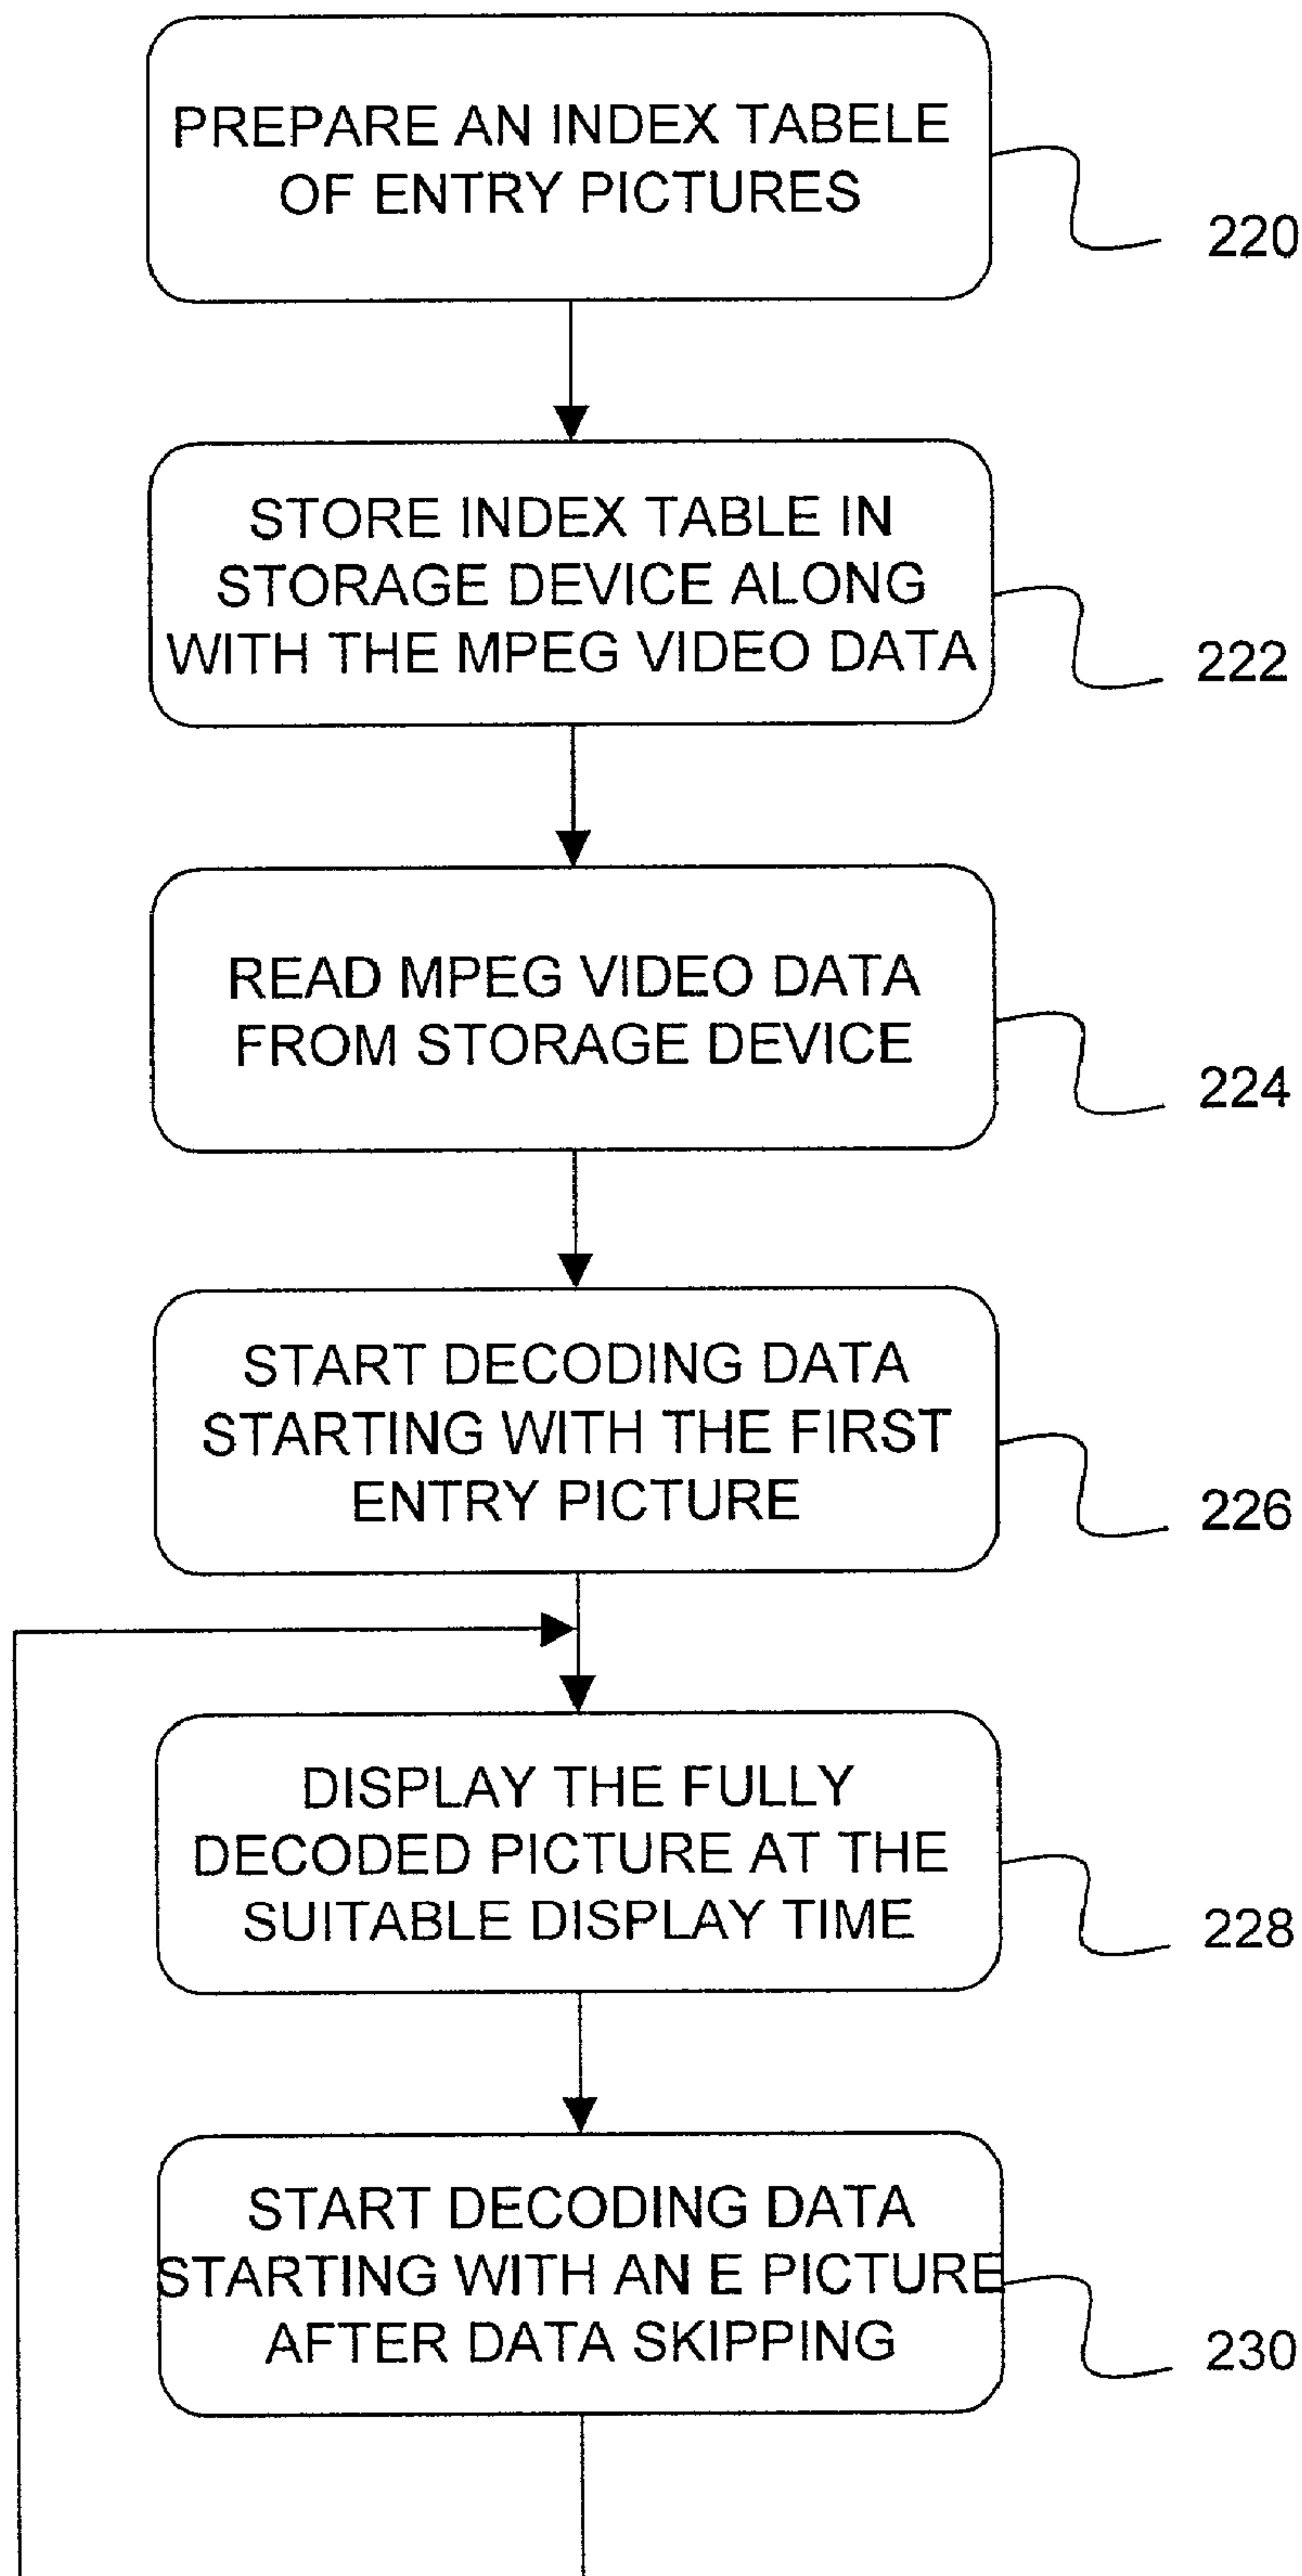 PREPARE AN INDEX TABELE
OF ENTRY PICTURES
220
STORE INDEX TABLE IN
STORAGE DEVICE ALONG
WITH THE MPEG VIDEO DATA
222
READ MPEG VIDEO DATA
FROM STORAGE DEVICE
224
START DECODING DATA
STARTING WITH THE FIRST
ENTRY PICTURE
226
DISPLAY THE FULLY
DECODED PICTURE AT THE
SUITABLE DISPLAY TIME
228
START DECODING DATA
STARTING WITH AN E PICTURE
AFTER DATA SKIPPING
230